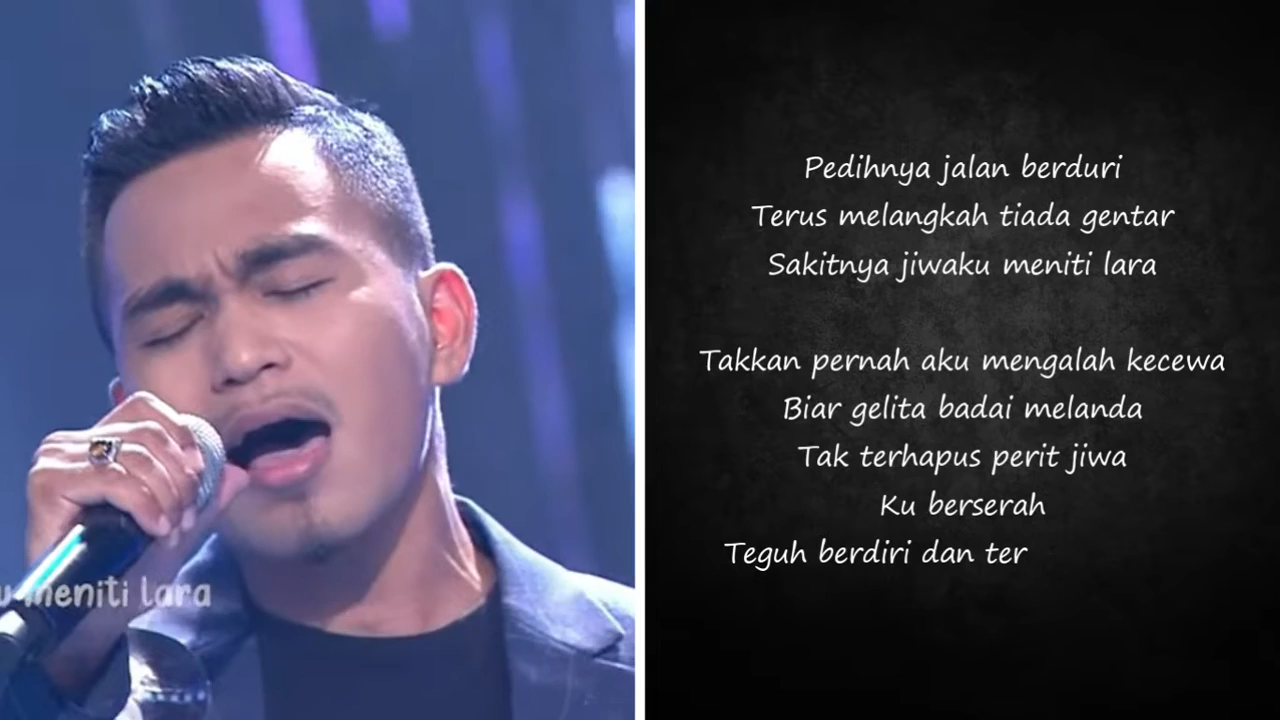 meniti lara
Pedihnya jalan berduri
Terus melangkah tiada gentar
Sakitnya jiwaku meniti lara
Takkan pernah aku mengalah kecewa
Biar gelita badai melanda
Tak terhapus perit jiwa
Ku berserah
Teguh berdiri dan ter